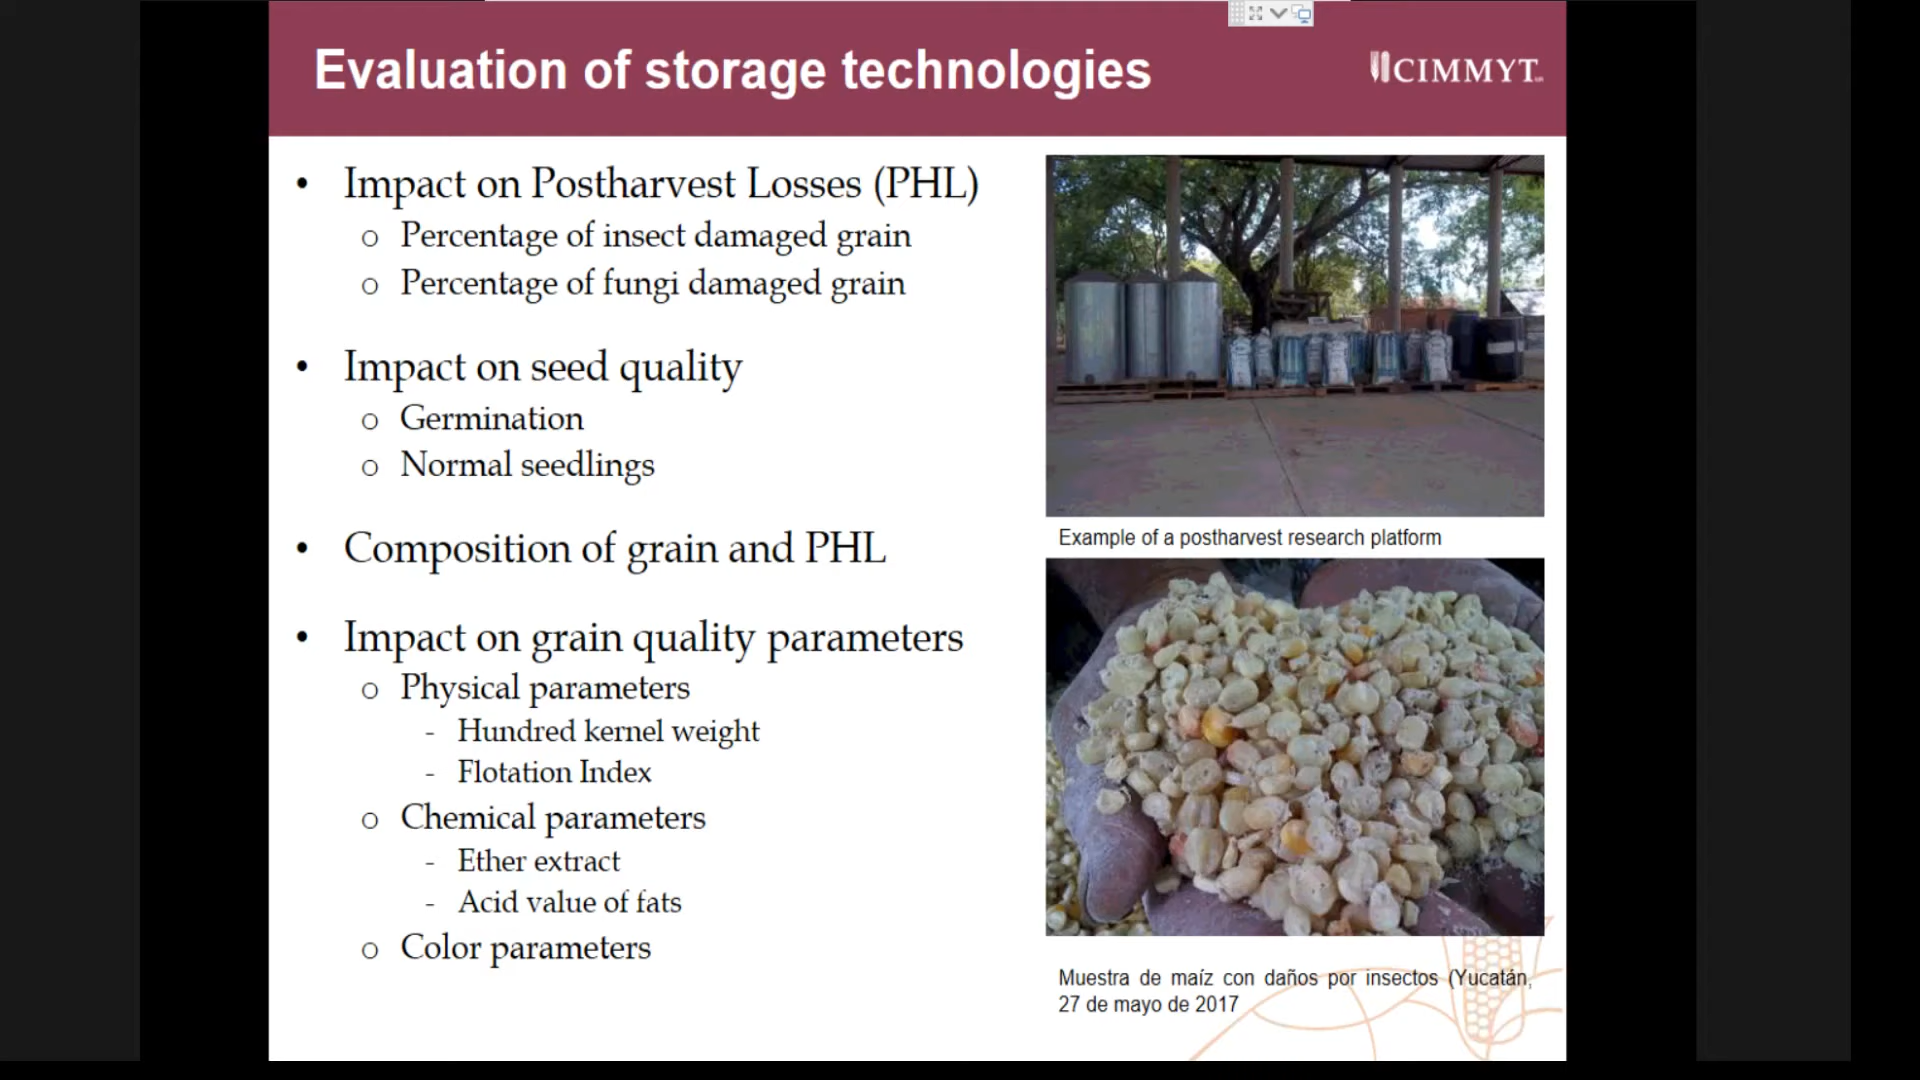 Evaluation of storage technologies
CIMMYT
• Impact on Postharvest Losses (PHL)
o Percentage of insect damaged grain
o Percentage of fungi damaged grain
• Impact on seed quality
o Germination
o Normal seedlings
• Composition of grain and PHL
• Impact on grain quality parameters
o Physical parameters
- Hundred kernel weight
- Flotation Index
o Chemical parameters
- Ether extract
- Acid value of fats
o Color parameters
Example of a postharvest research platform
Muestra de maíz con daños por insectos (Yucatán,
27 de mayo de 2017